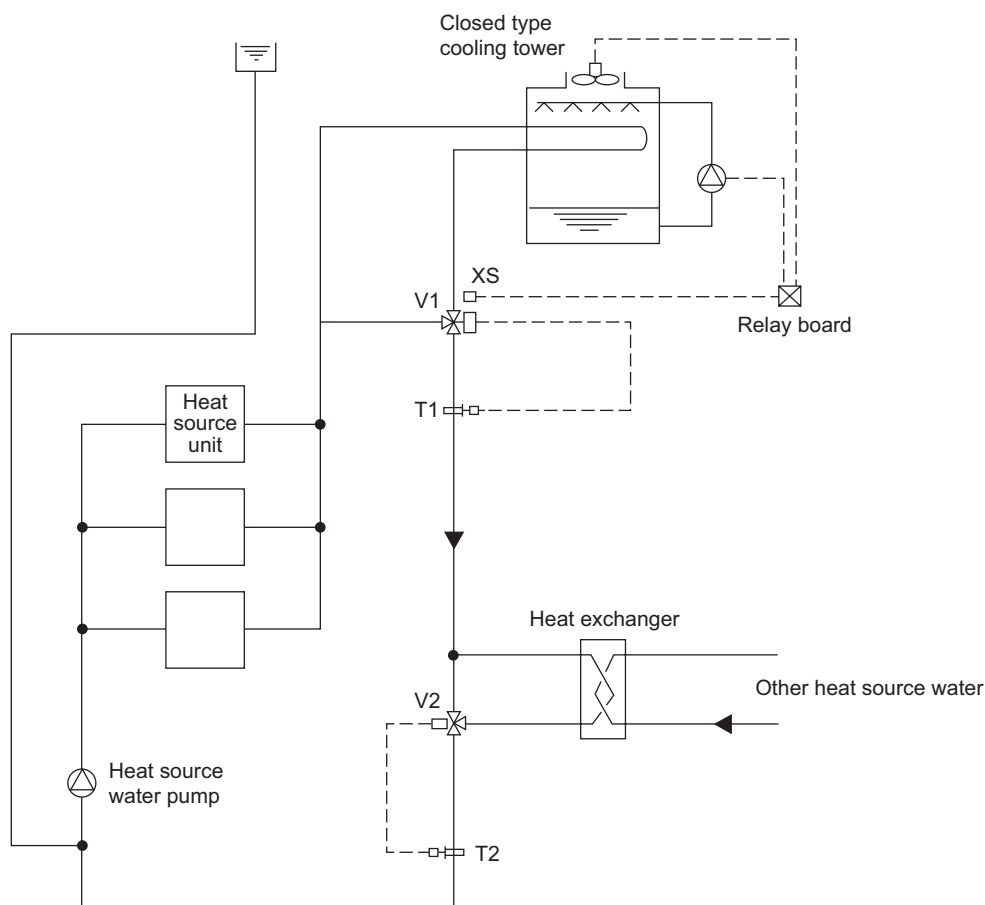 Closed type
cooling tower
XS
V1
Relay board
T1
Heat
source
unit
Heat exchanger
Other heat source water
V2
Heat source
water pump
T2